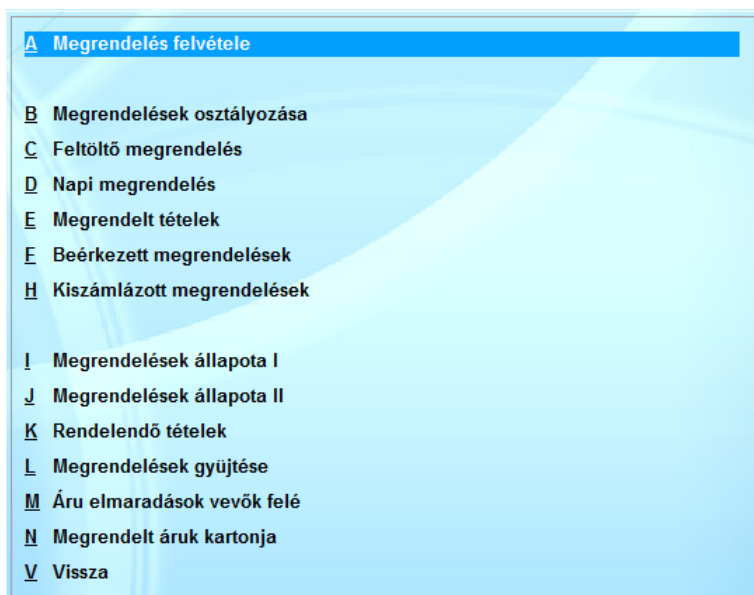 A Megrendelés felvétele
B Megrendelések osztályozása
C Feltöltő megrendelés
D Napi megrendelés
E Megrendelt tételek
F Beérkezett megrendelések
H Kiszámlázott megrendelések
I Megrendelések állapota I
J Megrendelések állapota II
K Rendelendő tételek
L Megrendelések gyüjtése
M Áru elmaradások vevők felé
N Megrendelt áruk kartonja
V Vissza